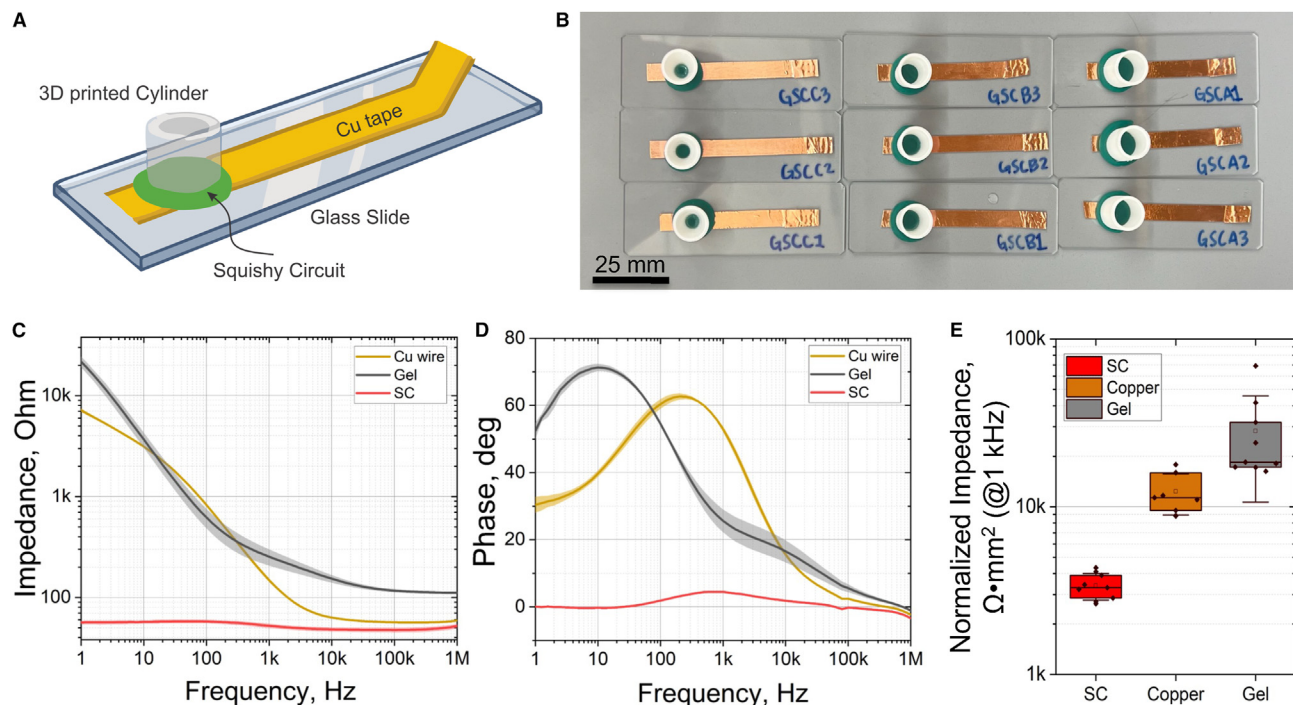 A
3D printed Cylinder
Cu tape
Glass Slide
Squishy Circuit
B
GSCC3
GSCB3
GSCA1
GSCC2
GSCB2
GSCA2
GSCC1
GSCB1
GSCA3
25 mm
C
Impedance, Ohm
10k
1k
100
1
10
100
1k
10k
100k
1M
Frequency, Hz
Cu wire
Gel
SC
D
Phase, deg
80
60
40
20
0
1
10
100
1k
10k
100k
1M
Frequency, Hz
Cu wire
Gel
SC
E
Normalized Impedance,
Ω•mm² (@1 kHz)
100k
10k
1k
SC
Copper
Gel
SC
Copper
Gel